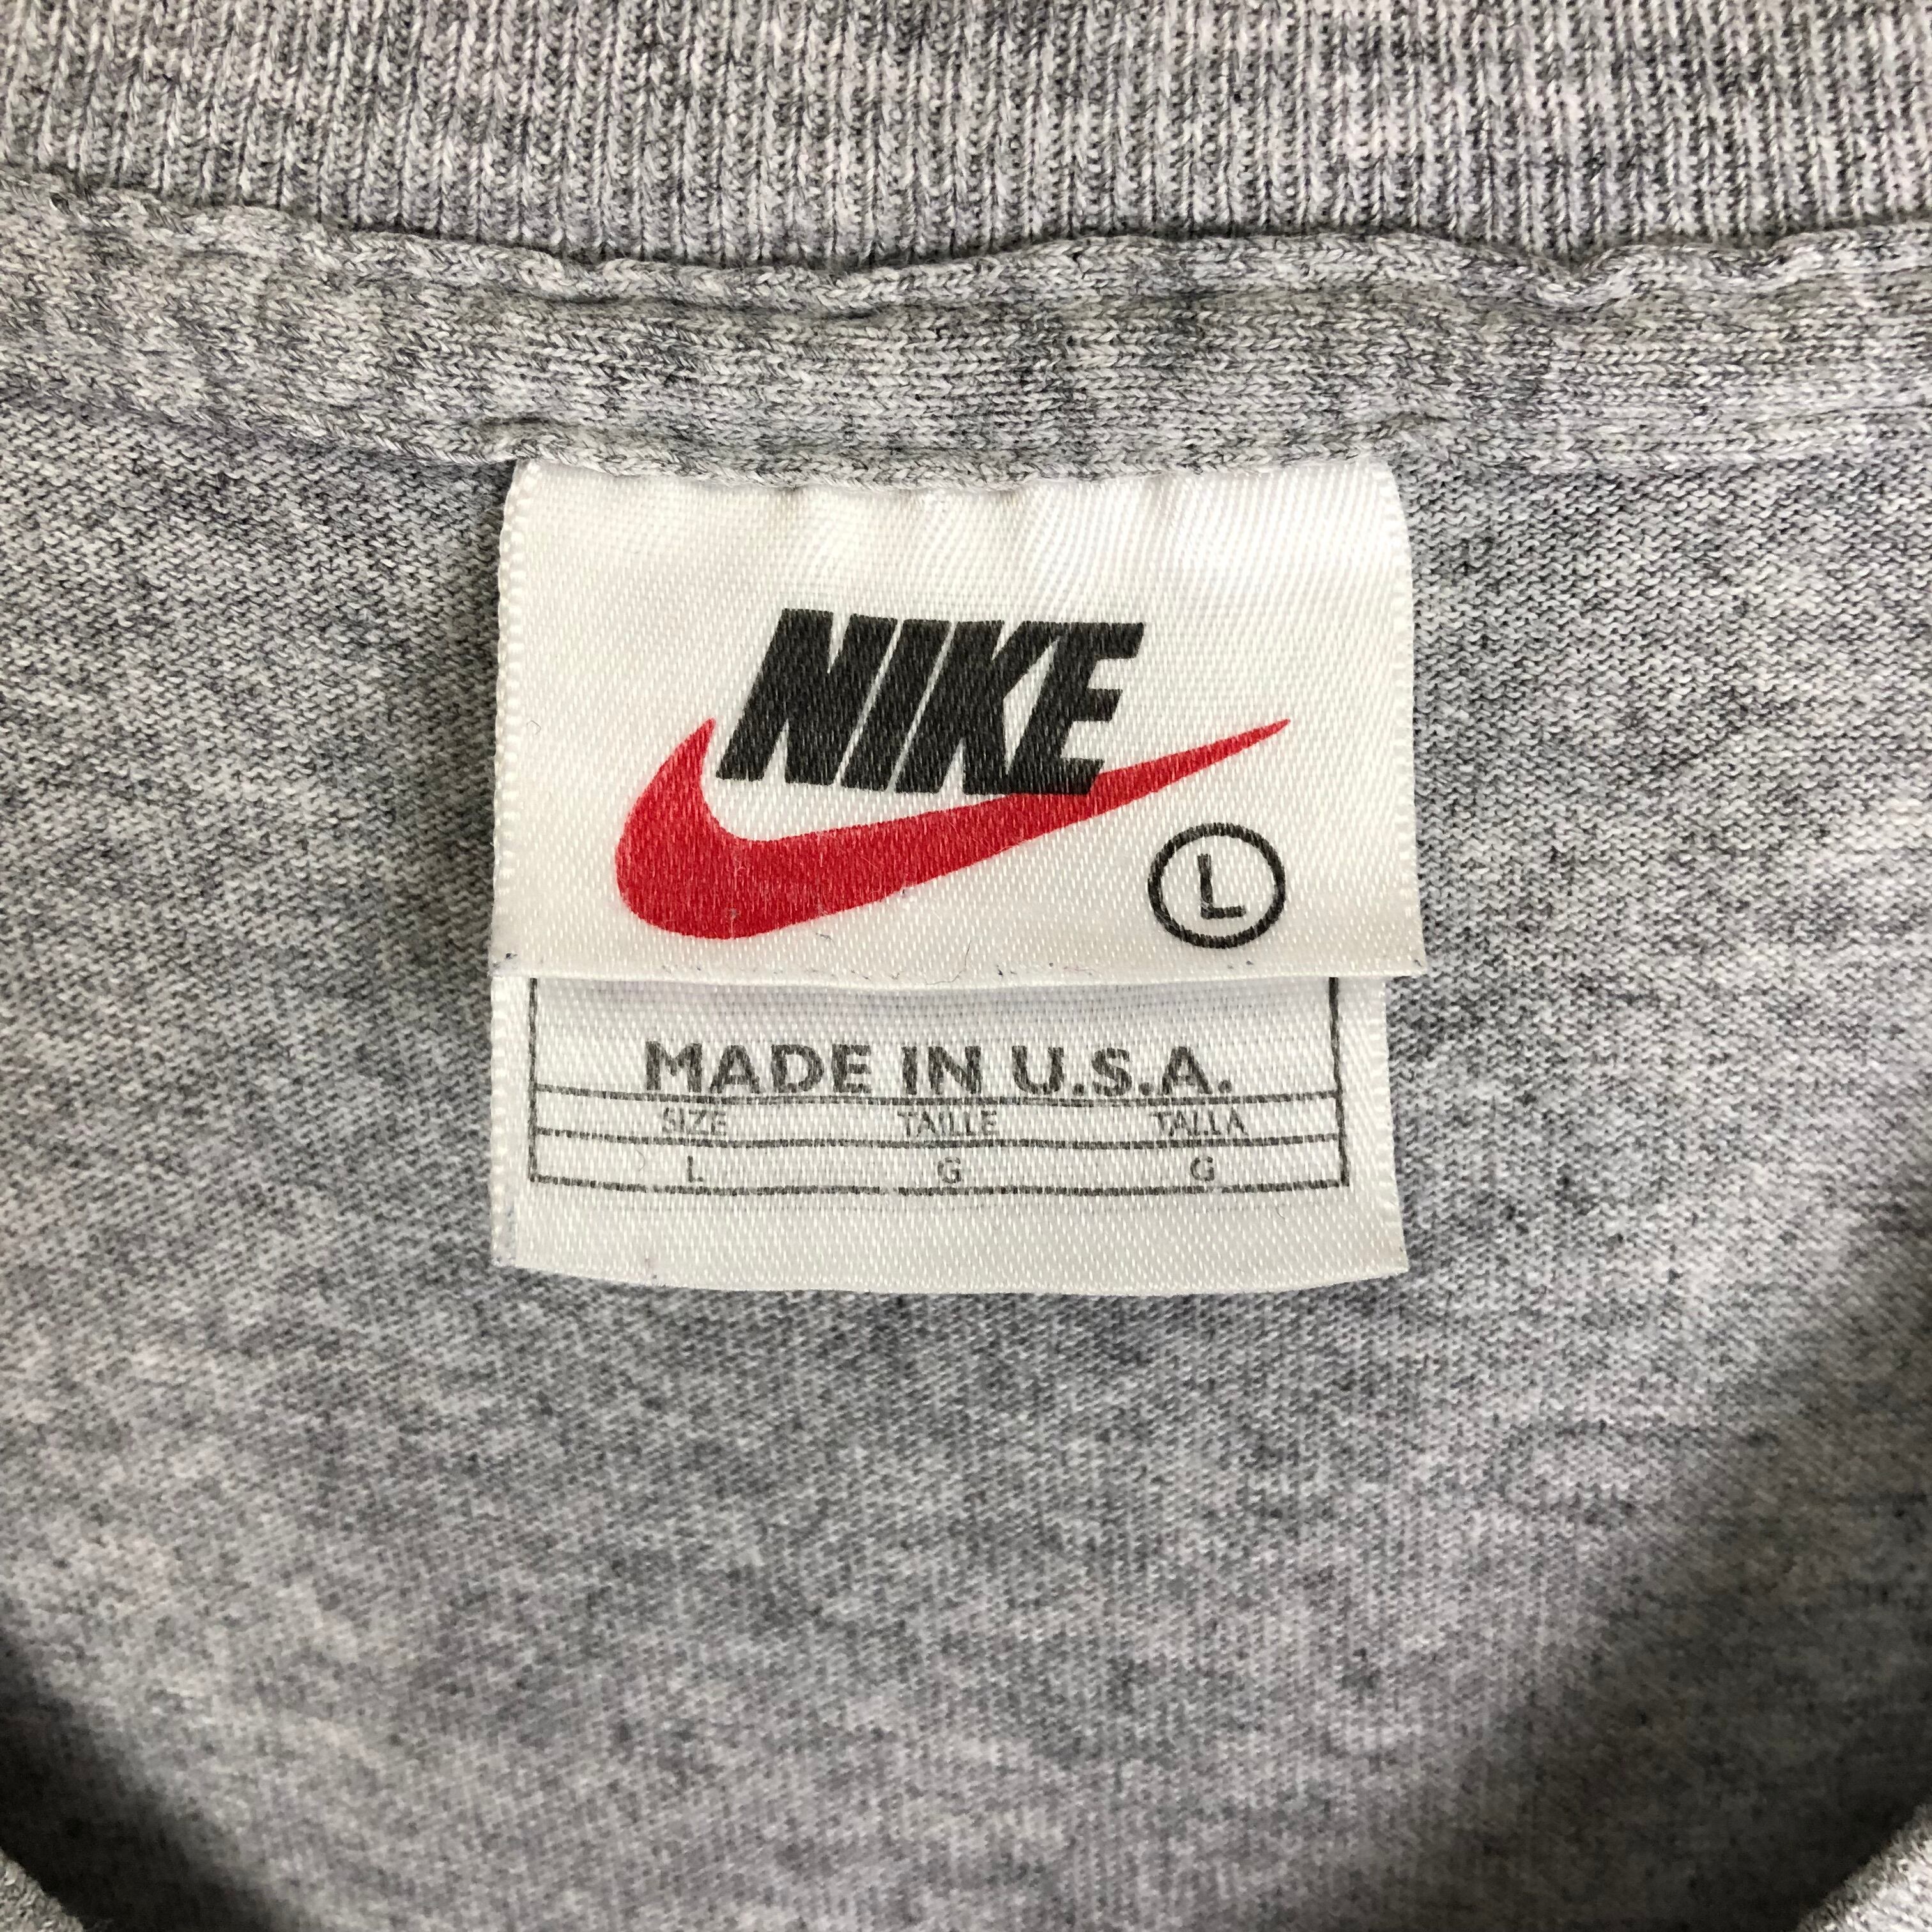 NIKE
L
MADE IN U.S.A.
SIZE TAILLE TALLA
L G G